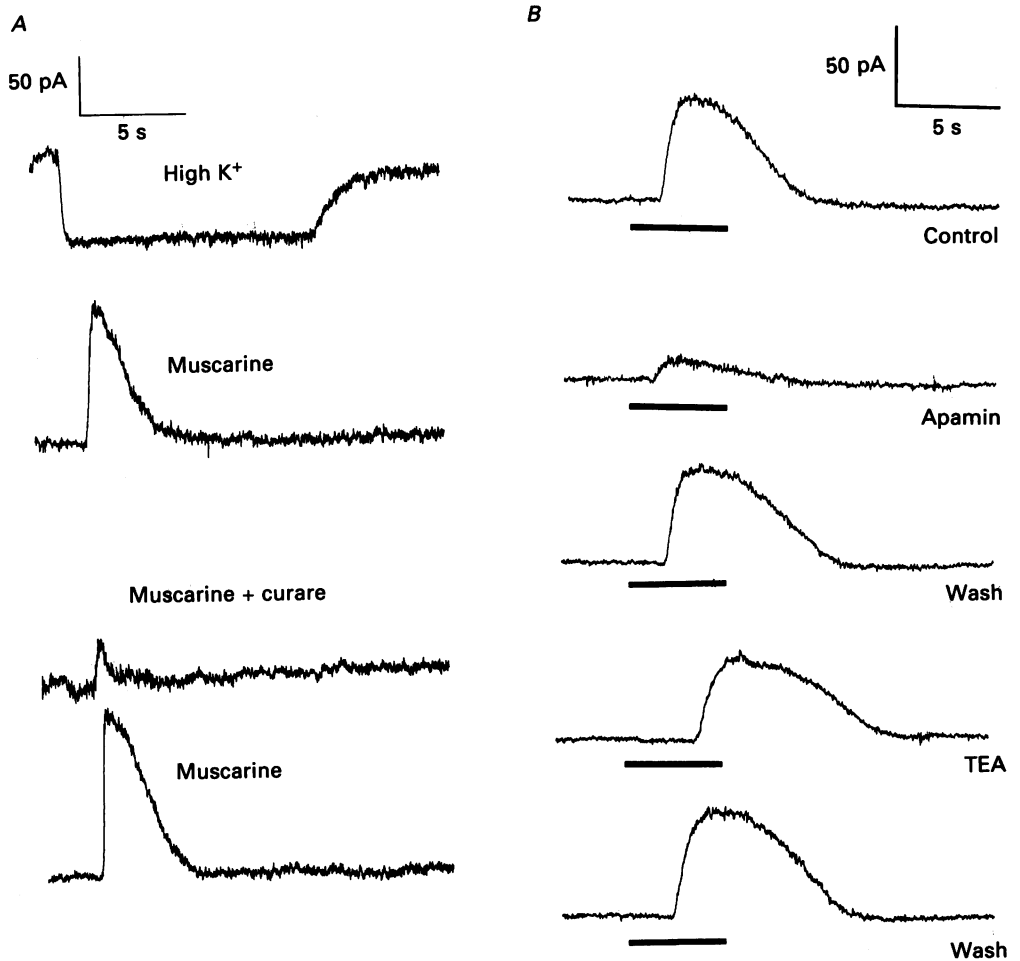 A
50 pA
5 s
High K⁺
Muscarine
Muscarine + curare
Muscarine
B
50 pA
5 s
Control
Apamin
Wash
TEA
Wash